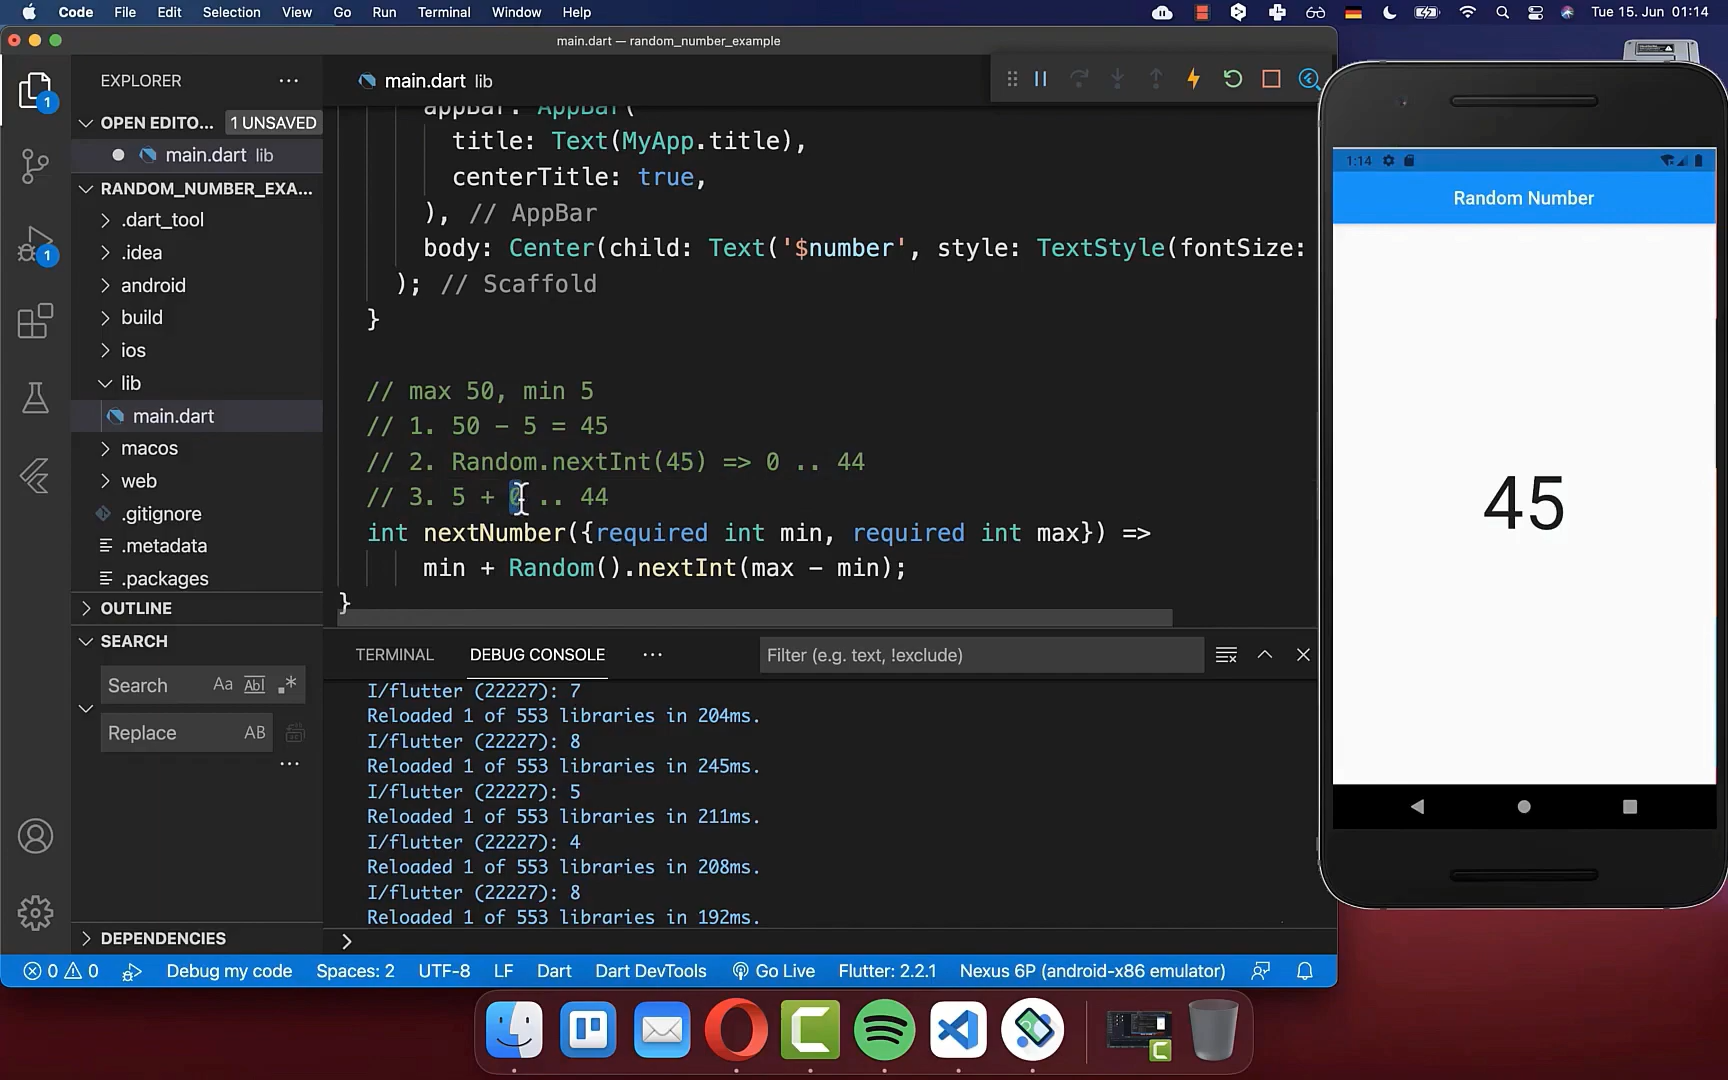 Code File Edit Selection View Go Run Terminal Window Help
Tue 15. Jun 01:14
main.dart — random_number_example
EXPLORER
main.dart lib
OPEN EDITO... 1 UNSAVED
main.dart lib
RANDOM_NUMBER_EXA...
.dart_tool
.idea
android
build
ios
lib
main.dart
macos
web
.gitignore
.metadata
.packages
OUTLINE
SEARCH
Search Aa Abl .*
Replace AB
DEPENDENCIES
1
1
appBar: AppBar(
title: Text(MyApp.title),
centerTitle: true,
), // AppBar
body: Center(child: Text('$number', style: TextStyle(fontSize:
); // Scaffold
}
// max 50, min 5
// 1. 50 - 5 = 45
// 2. Random.nextInt(45) => 0 .. 44
// 3. 5 + 0 .. 44
int nextNumber({required int min, required int max}) =>
min + Random().nextInt(max - min);
}
TERMINAL DEBUG CONSOLE ... Filter (e.g. text, !exclude)
I/flutter (22227): 7
Reloaded 1 of 553 libraries in 204ms.
I/flutter (22227): 8
Reloaded 1 of 553 libraries in 245ms.
I/flutter (22227): 5
Reloaded 1 of 553 libraries in 211ms.
I/flutter (22227): 4
Reloaded 1 of 553 libraries in 208ms.
I/flutter (22227): 8
Reloaded 1 of 553 libraries in 192ms.
0 0 Debug my code Spaces: 2 UTF-8 LF Dart Dart DevTools Go Live Flutter: 2.2.1 Nexus 6P (android-x86 emulator)
1:14
Random Number
45